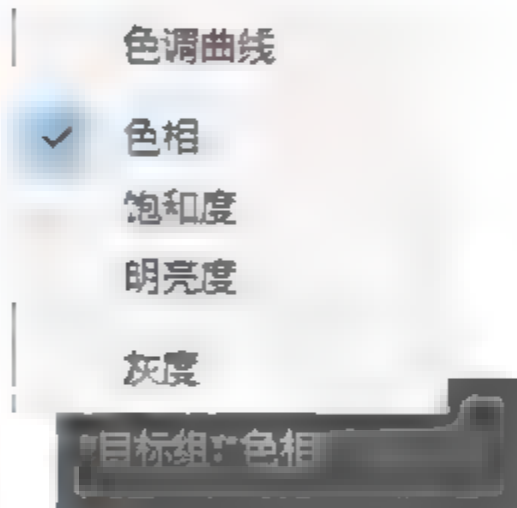 色调曲线
色相
饱和度
明亮度
灰度
目标组：色相